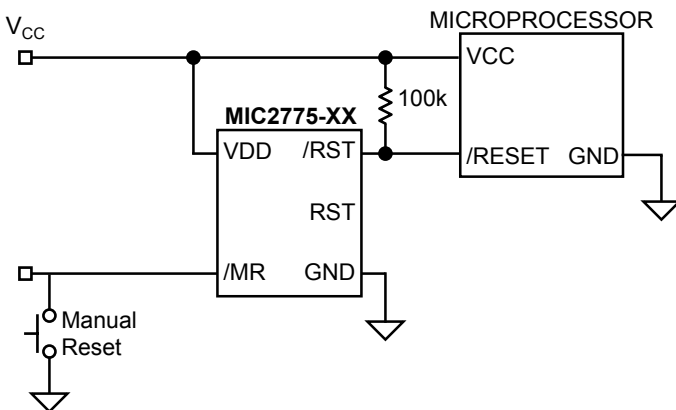 MICROPROCESSOR
VCC
VCC
100k
MIC2775-XX
VDD /RST
/RESET GND
RST
/MR GND
Manual
Reset